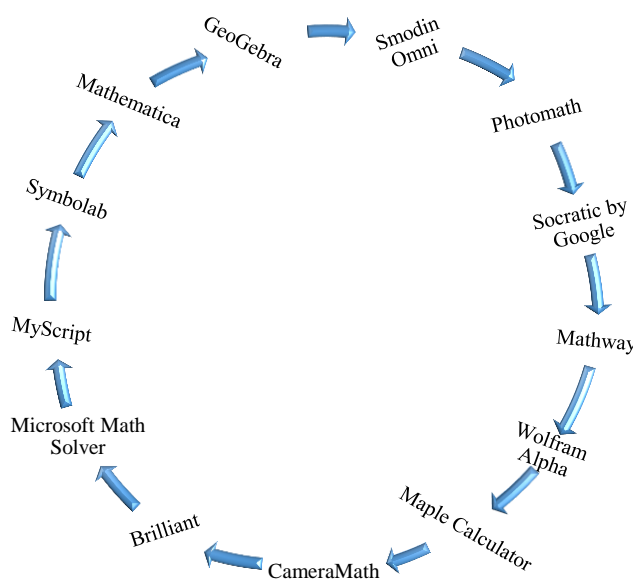 GeoGebra
Smodin
Omni
Photomath
Socratic by
Google
Mathway
Wolfram
Alpha
Maple Calculator
CameraMath
Brilliant
Microsoft Math
Solver
MyScript
Symbolab
Mathematica